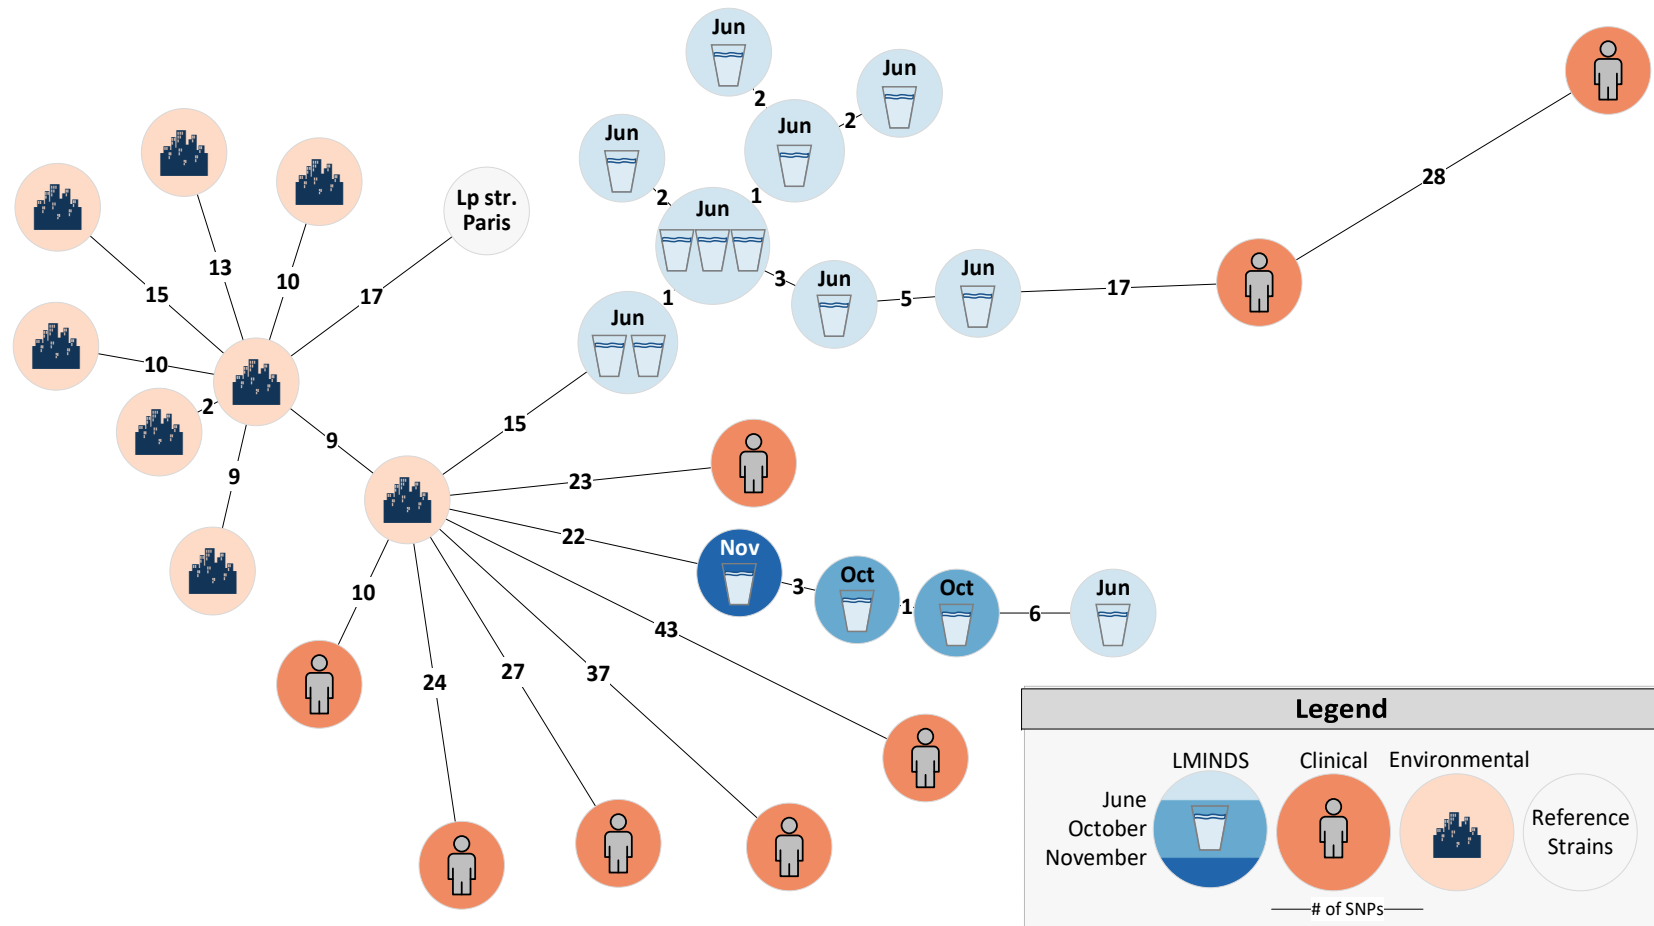 Jun
Jun
2
2
Jun
Jun
28
2
1
Lp str.
Paris
Jun
13
10
15
17
3
Jun
Jun
5
17
1
Jun
10
2
15
9
9
23
22
Nov
3
Oct
1
Oct
6
Jun
10
43
24
27
37
Legend
LMINDS
Clinical
Environmental
June
October
November
Reference
Strains
# of SNPs